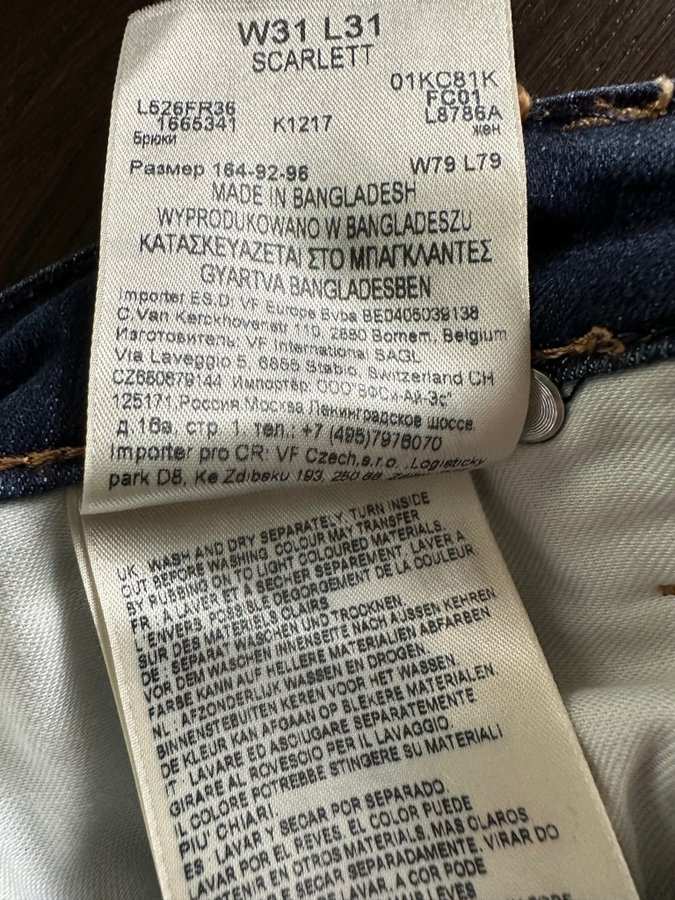 W31 L31
SCARLETT
01KC81K
L526FR36 FC01
1665341 K1217 L8786A
Брюки жен
Размер 164-92-96 W79 L79
MADE IN BANGLADESH
WYPRODUKOWANO W BANGLADESZU
ΚΑΤΑΣΚΕΥΑΖΕΤΑΙ ΣΤΟ ΜΠΑΓΚΛΑΝΤΕΣ
GYARTVA BANGLADESBEN
Importer ES.D: VF Europe Bvba BE0405039138
C.Van Kerckhovenstr 110, 2880 Bornem, Belgium
Изготовитель: VF International SAGL
Via Laveggio 5, 6855 Stabio, Switzerland CH
CZ650679144 Импортёр ООО "ВФСи-Ай-Эс"
125171 Россия Москва Ленинградское шоссе.
д. 16а, стр. 1, тел.: +7 (495)7976070
Importer pro CR: VF Czech,s.r.o. ,Logisticky
park D8, Ke Zdibsku 193, 250 66
UK. WASH AND DRY SEPARATELY. TURN INSIDE
OUT BEFORE WASHING. COLOUR MAY TRANSFER
BY RUBBING ON TO LIGHT COLOURED MATERIALS.
FR : A LAVER ET A SECHER SEPAREMENT. LAVER A
L'ENVERS. POSSIBLE DEGORGEMENT DE LA COULEUR
SUR DES MATERIELS CLAIRS
DE - SEPARAT WASCHEN UND TROCKNEN.
VOR DEM WASCHEN INNENSEITE NACH AUSSEN KEHREN
FARBE KANN AUF HELLERE MATERIALIEN ABFARBEN
NL. AFZONDERLIJK WASSEN EN DROGEN.
BINNENSTEBUITEN KEREN VOOR HET WASSEN.
DE KLEUR KAN AFGAAN OP BLEKERE MATERIALEN.
IT. LAVARE ED ASCIUGARE SEPARATEMENTE
GIRARE AL ROVESCIO PER IL LAVAGGIO.
IL COLORE POTREBBE STINGERE SU MATERIALI
PIU' CHIARI
ES. LAVAR Y SECAR POR SEPARADO.
LAVAR POR EL REVES. EL COLOR PUEDE
EN OTROS MATERIALS. MAS CLAROS
E SECAR SEPARADAMENTE. VIRAR DO
LAVAR. A COR PODE
MAIS LEVES